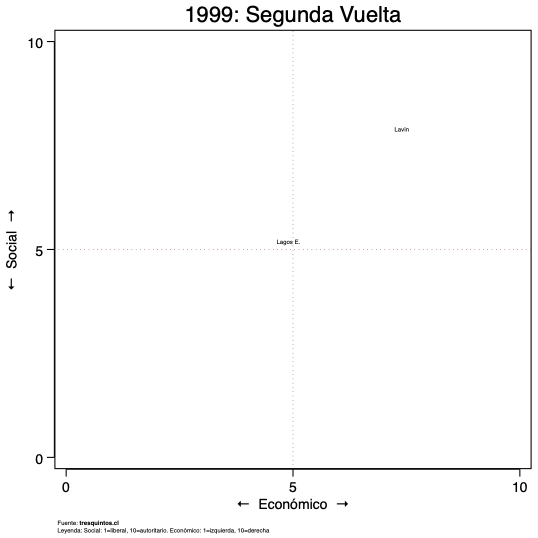 1999: Segunda Vuelta
10
Lavín
← Social →
Lagos E.
5
0
0 5 10
← Económico →
Fuente: tresquintos.cl
Leyenda: Social: 1=liberal, 10=autoritario. Económico: 1=izquierda, 10=derecha